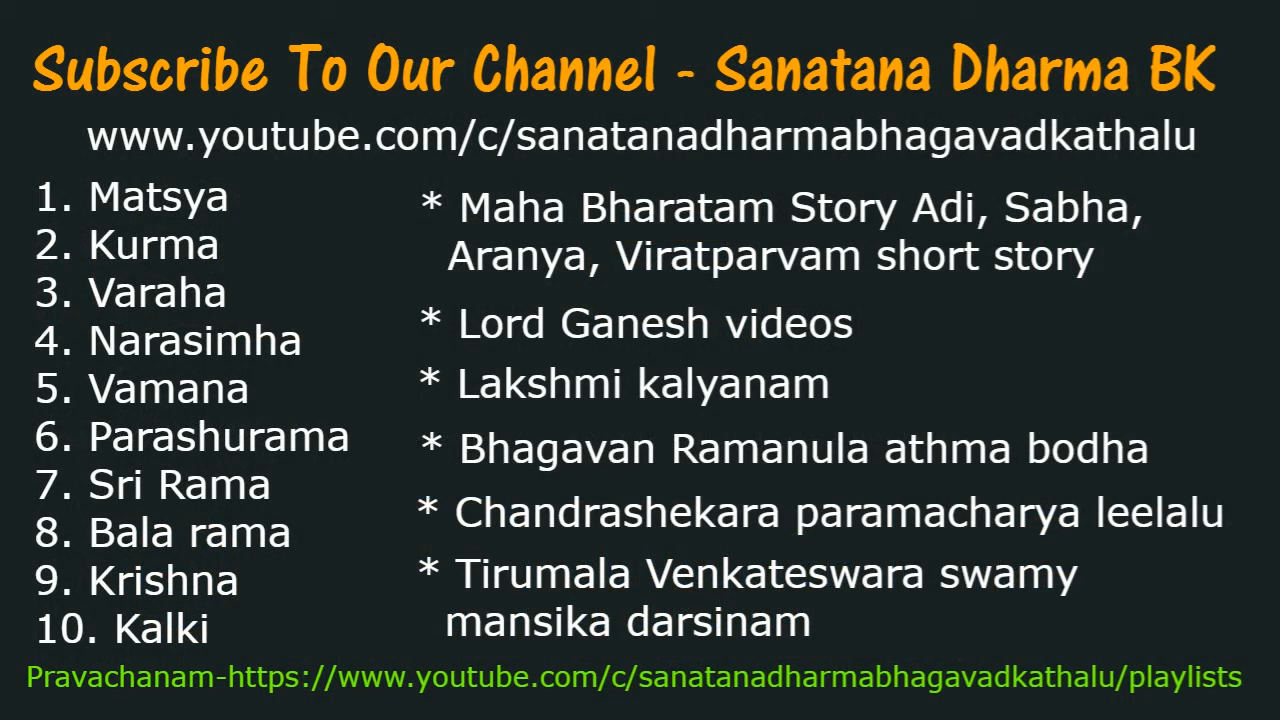 Subscribe To Our Channel - Sanatana Dharma BK
www.youtube.com/c/sanatanadharmabhagavadkathalu
1. Matsya
2. Kurma
3. Varaha
4. Narasimha
5. Vamana
6. Parashurama
7. Sri Rama
8. Bala rama
9. Krishna
10. Kalki
* Maha Bharatam Story Adi, Sabha,
Aranya, Viratparvam short story
* Lord Ganesh videos
* Lakshmi kalyanam
* Bhagavan Ramanula athma bodha
* Chandrashekara paramacharya leelalu
* Tirumala Venkateswara swamy
mansika darsinam
Pravachanam-https://www.youtube.com/c/sanatanadharmabhagavadkathalu/playlists